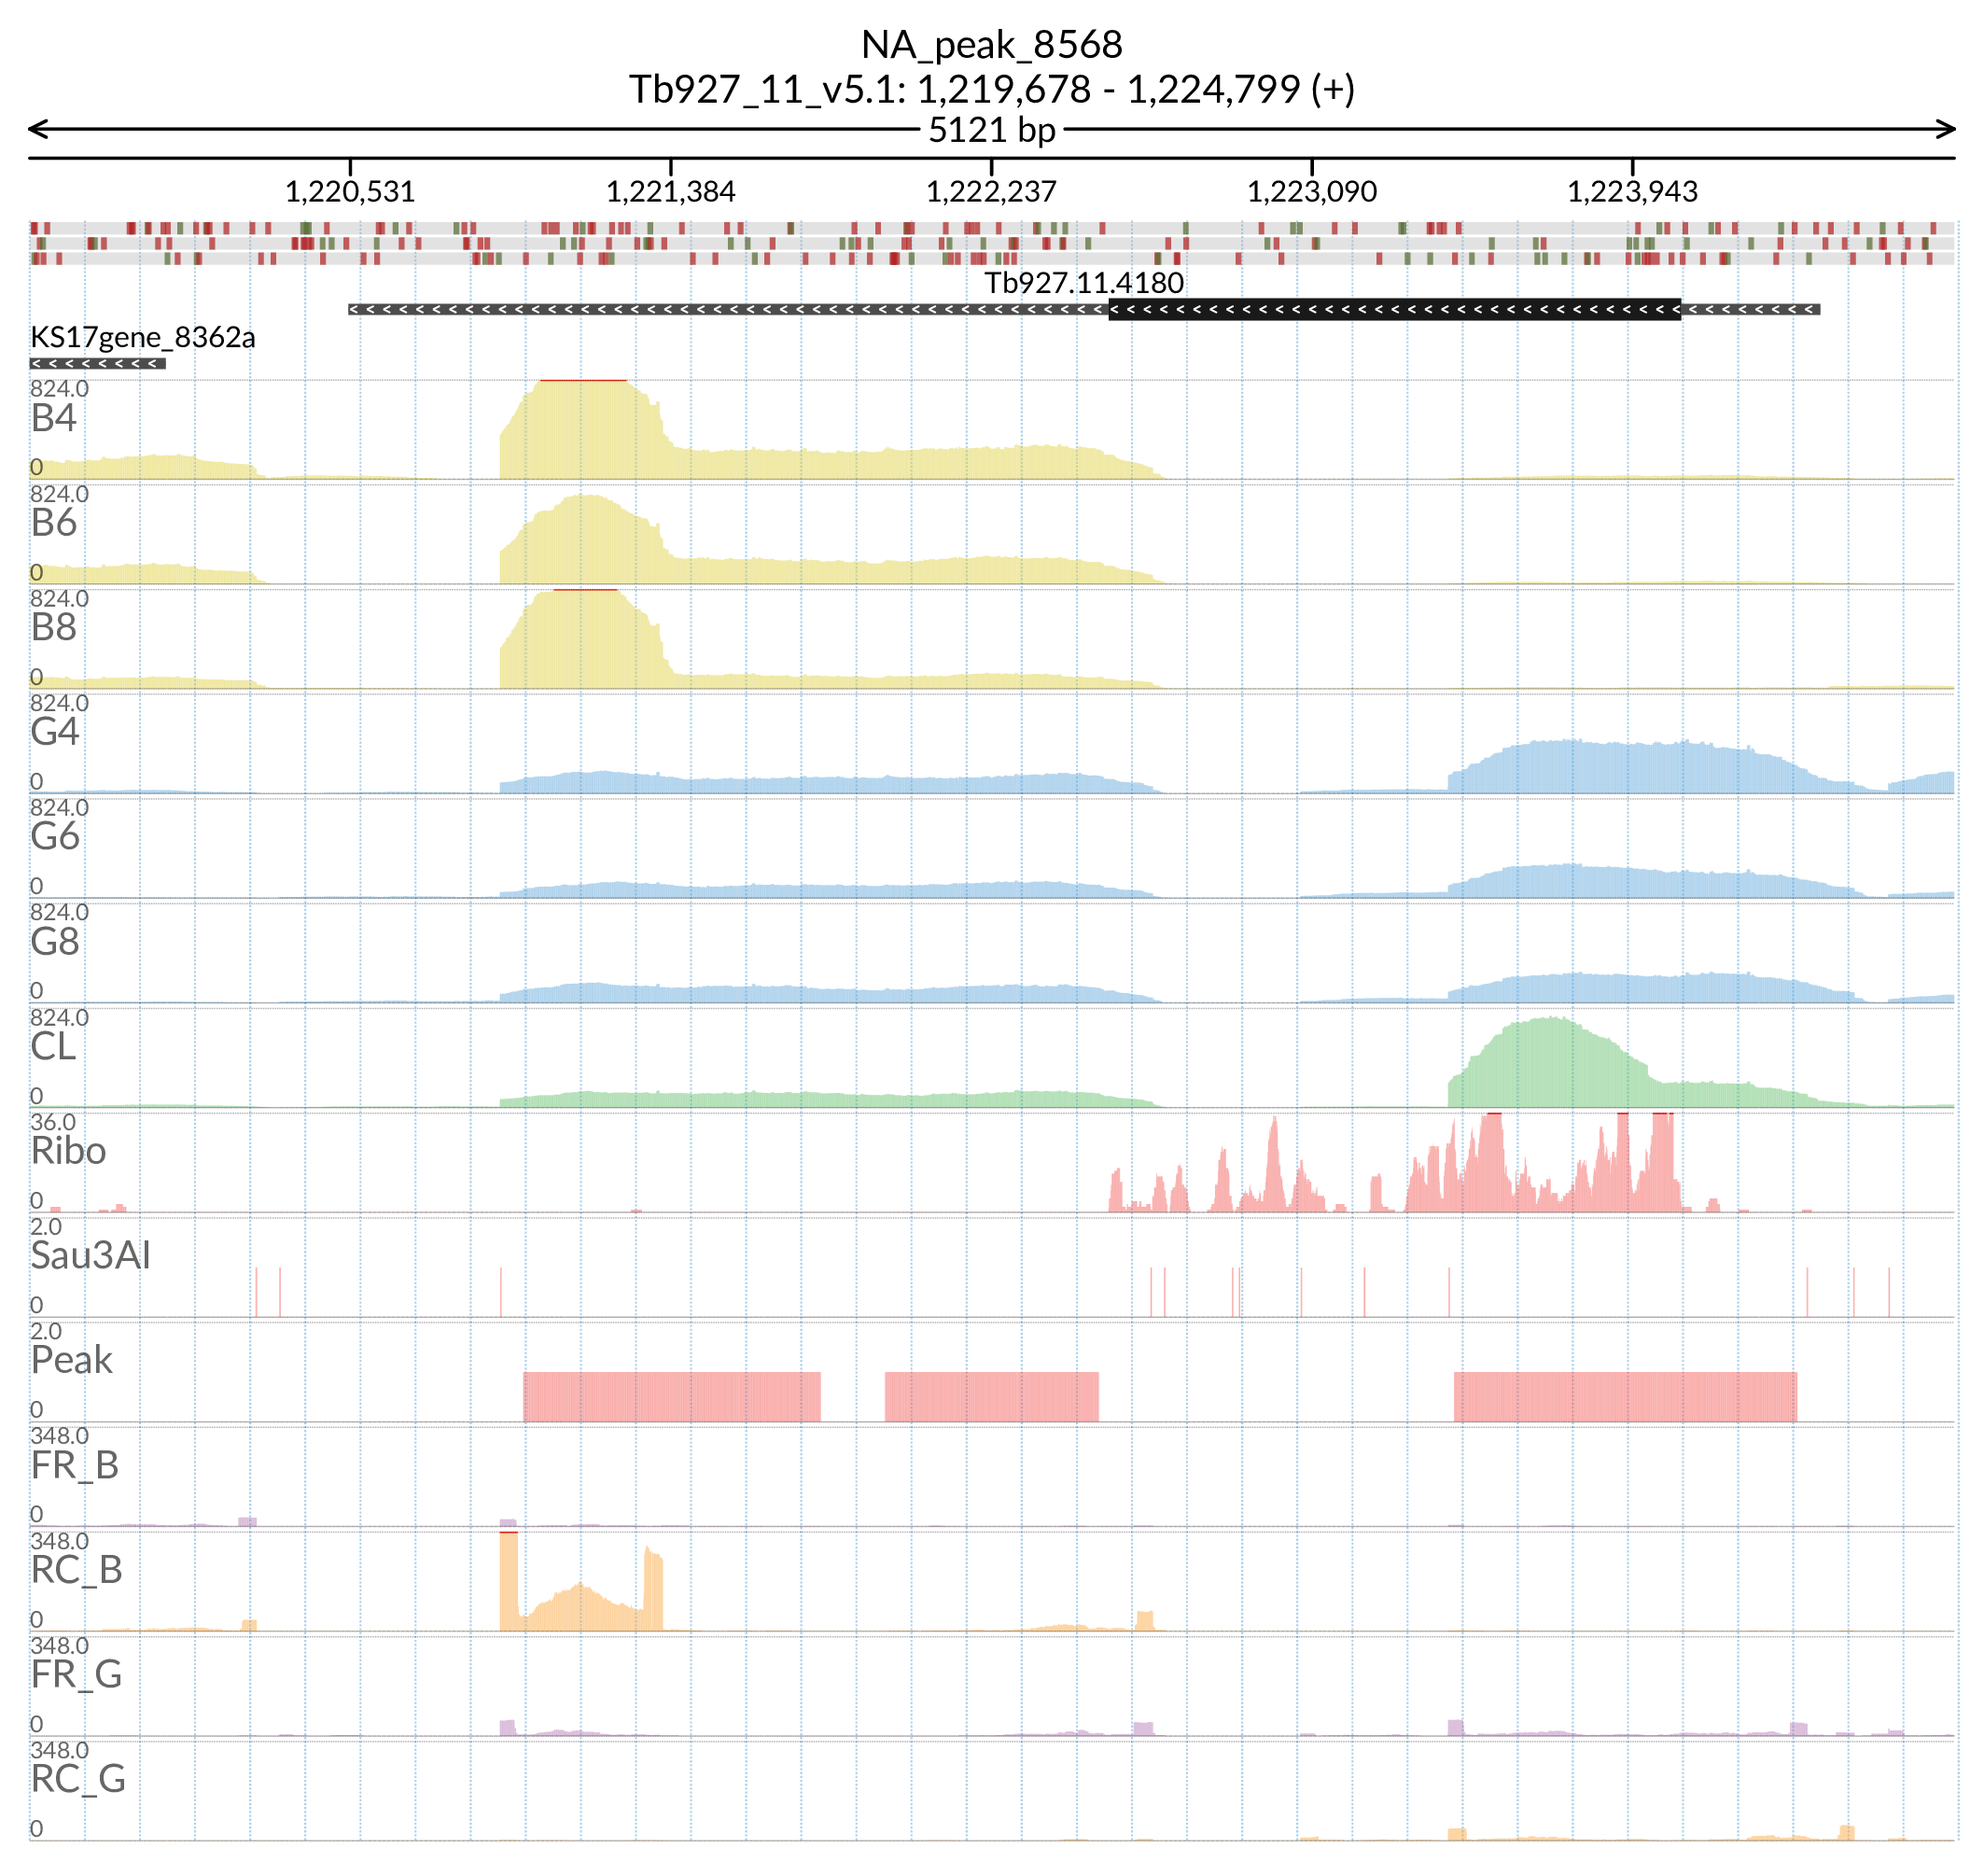 NA_peak_8568
Tb927_11_v5.1: 1,219,678 - 1,224,799 (+)
5121 bp
1,220,531 1,221,384 1,222,237 1,223,090 1,223,943
Tb927.11.4180
KS17gene_8362a
824.0
B4
0
824.0
B6
0
824.0
B8
0
824.0
G4
0
824.0
G6
0
824.0
G8
0
824.0
CL
0
36.0
Ribo
0
2.0
Sau3AI
0
2.0
Peak
0
348.0
FR_B
0
348.0
RC_B
0
348.0
FR_G
0
348.0
RC_G
0